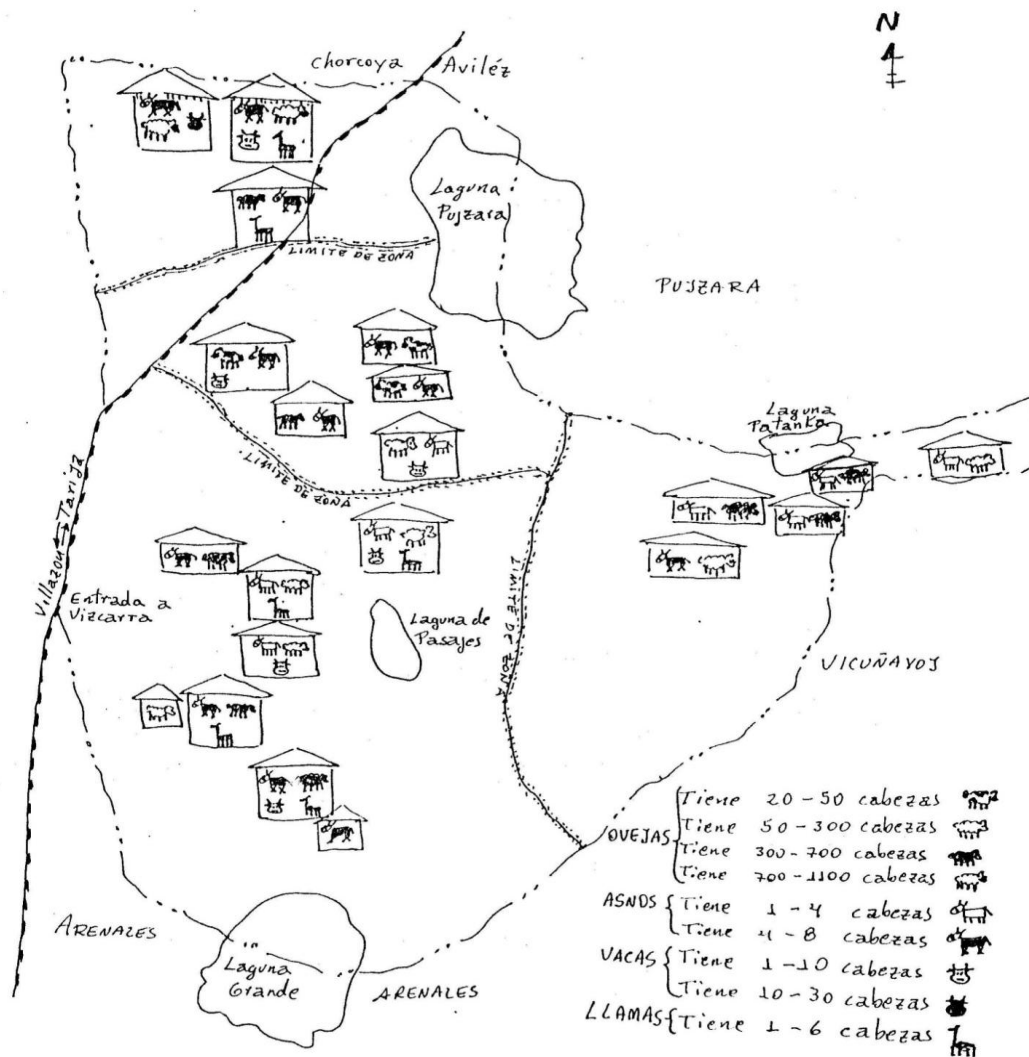 N
Chorcoya Aviléz
Laguna
Pujzara
LIMITE DE ZONA
PUJZARA
Laguna
Patanka
LIMITE DE ZONA
Villazon ⟷ Tarija
LIMITE DE ZONA
Entrada a
Vizcarra
Laguna de
Pasajes
VICUÑAYOJ
OVEJAS { Tiene 20 - 50 cabezas
Tiene 50 - 300 cabezas
Tiene 300 - 700 cabezas
Tiene 700 - 1100 cabezas
ASNOS { Tiene 1 - 4 cabezas
Tiene 4 - 8 cabezas
VACAS { Tiene 1 - 10 cabezas
Tiene 10 - 30 cabezas
LLAMAS { Tiene 1 - 6 cabezas
ARENALES
Laguna
Grande
ARENALES